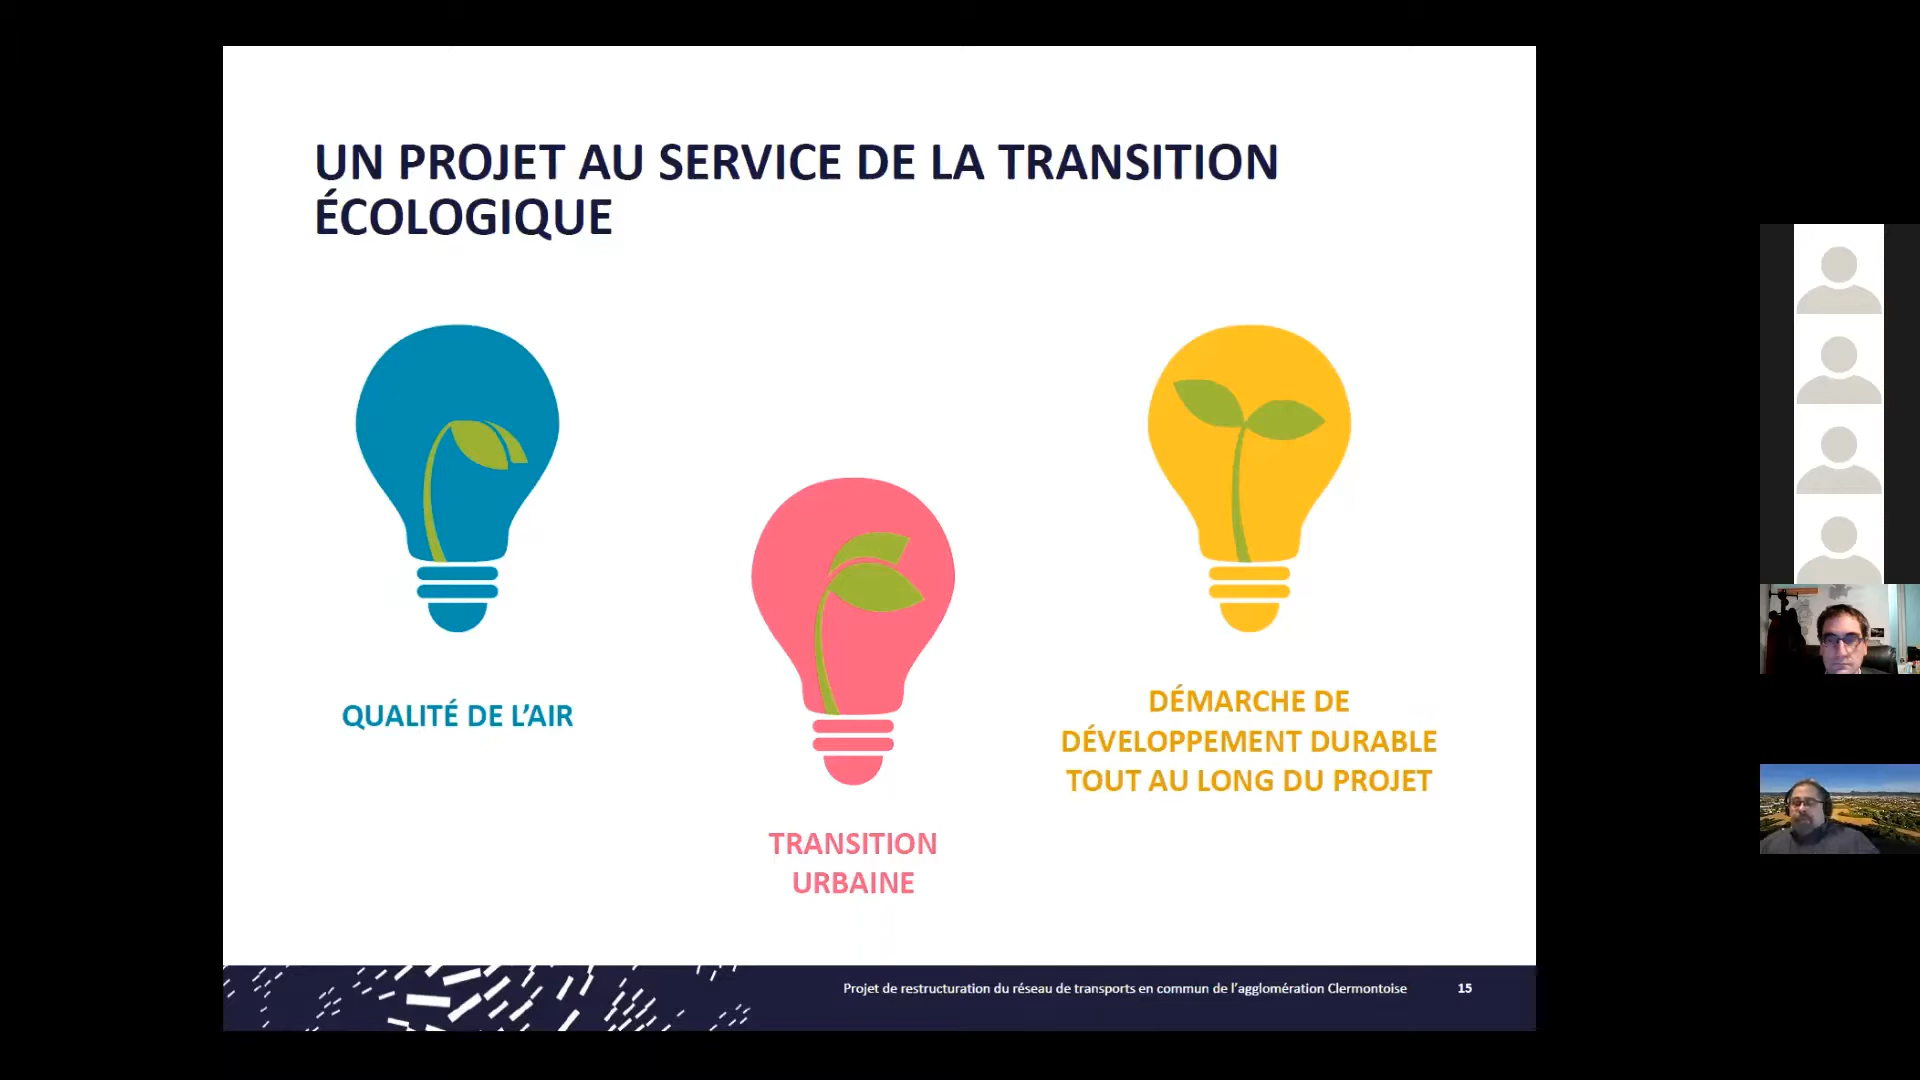 UN PROJET AU SERVICE DE LA TRANSITION
ÉCOLOGIQUE
QUALITÉ DE L’AIR
TRANSITION
URBAINE
DÉMARCHE DE
DÉVELOPPEMENT DURABLE
TOUT AU LONG DU PROJET
Projet de restructuration du réseau de transports en commun de l’agglomération Clermontoise
15